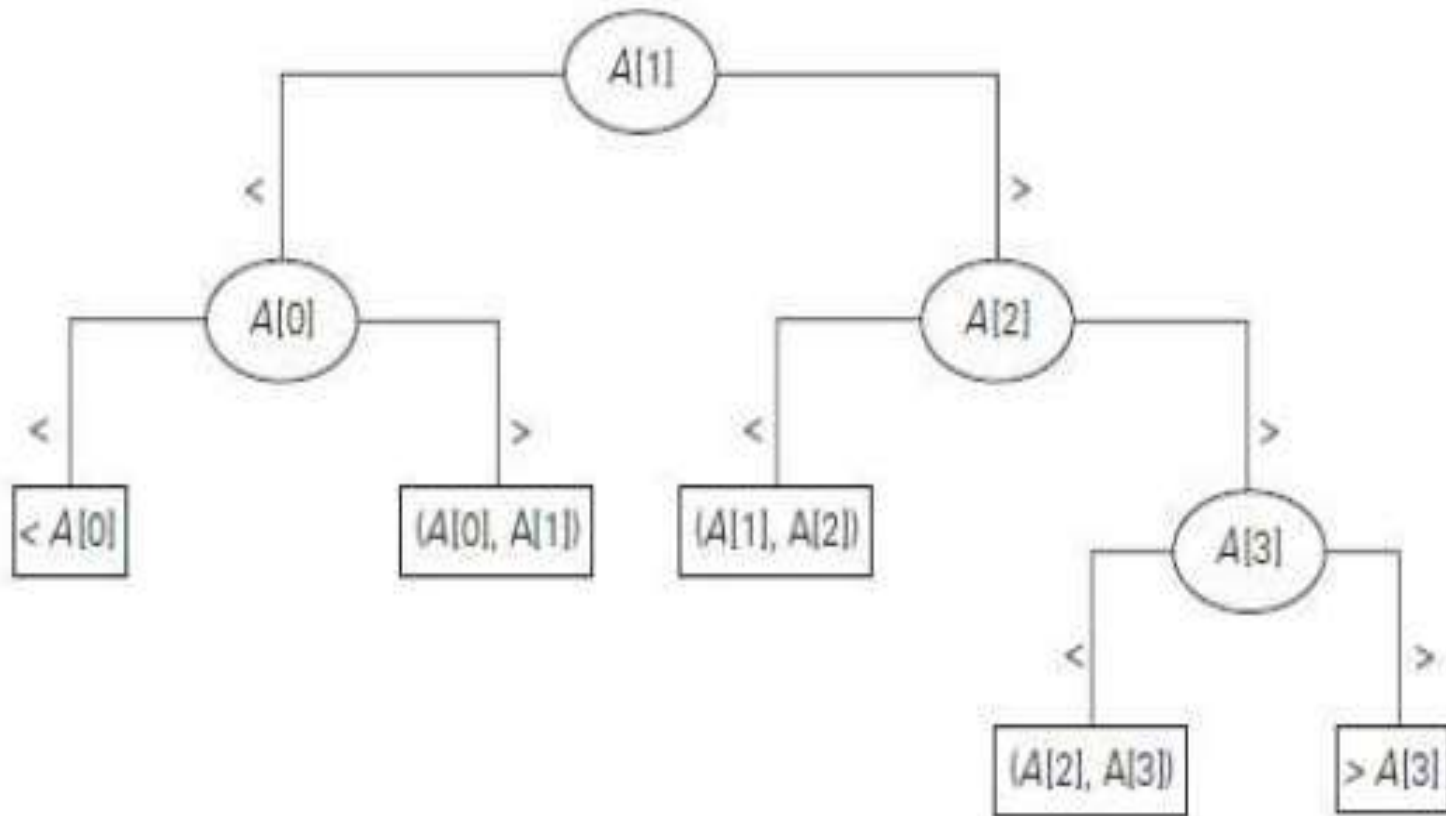 A[1]
<
>
A[0]
A[2]
<
>
<
>
< A[0]
(A[0], A[1])
(A[1], A[2])
A[3]
<
>
(A[2], A[3])
> A[3]